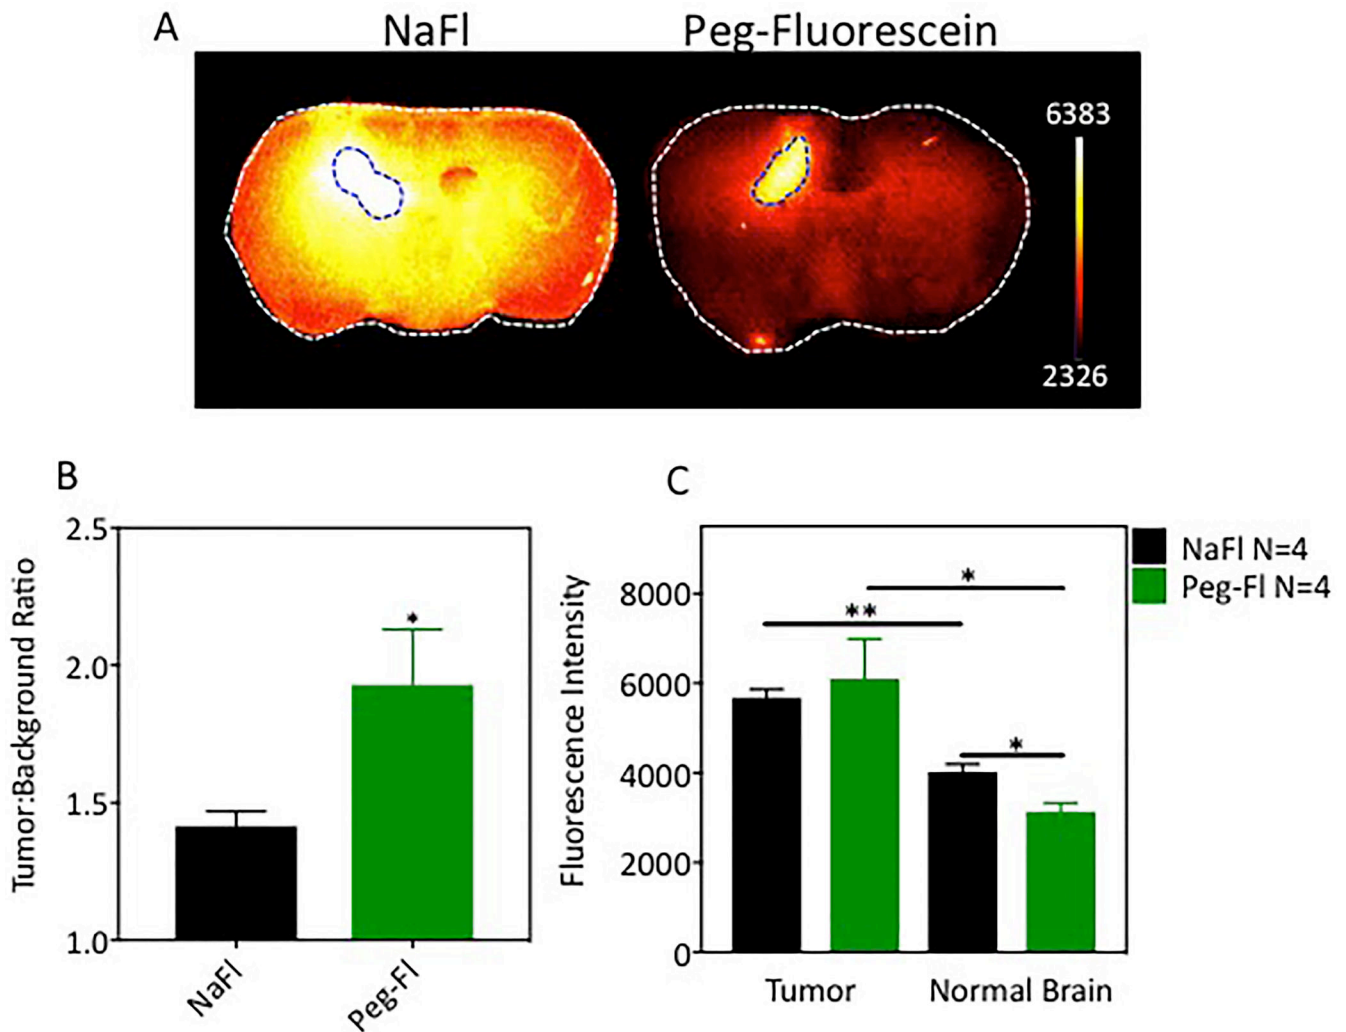 A
NaFl
Peg-Fluorescein
6383
2326
B
2.5
2.0
1.5
1.0
Tumor:Background Ratio
*
NaFl
Peg-Fl
C
8000
6000
4000
2000
0
Fluorescence Intensity
*
**
*
Tumor
Normal Brain
NaFl N=4
Peg-Fl N=4